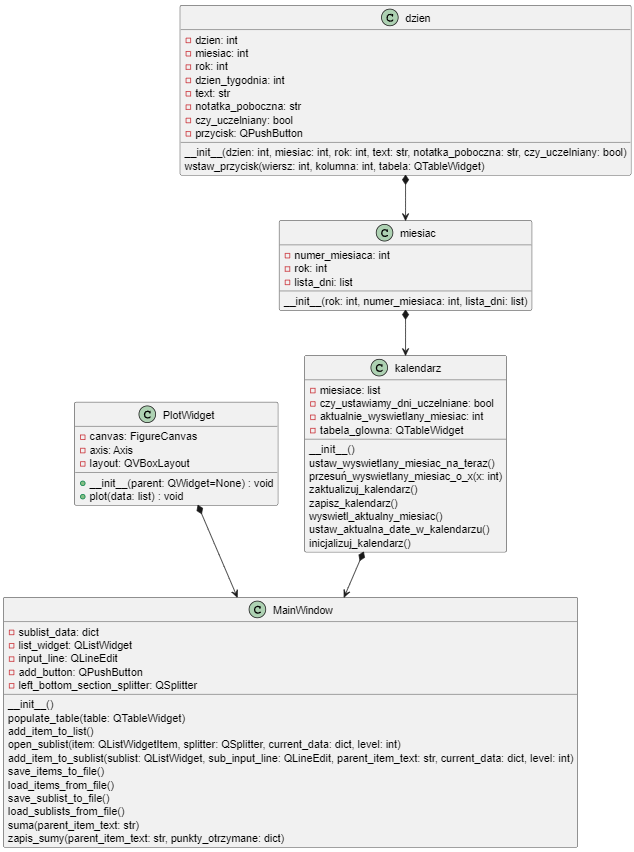 C dzien
dzien: int
miesiac: int
rok: int
dzien_tygodnia: int
text: str
notatka_poboczna: str
czy_uczelniany: bool
przycisk: QPushButton
__init__(dzien: int, miesiac: int, rok: int, text: str, notatka_poboczna: str, czy_uczelniany: bool)
wstaw_przycisk(wiersz: int, kolumna: int, tabela: QTableWidget)
C miesiac
numer_miesiaca: int
rok: int
lista_dni: list
__init__(rok: int, numer_miesiaca: int, lista_dni: list)
C kalendarz
miesiace: list
czy_ustawiamy_dni_uczelniane: bool
aktualnie_wyswietlany_miesiac: int
tabela_glowna: QTableWidget
__init__()
ustaw_wyswietlany_miesiac_na_teraz()
przesuń_wyswietlany_miesiac_o_x(x: int)
zaktualizuj_kalendarz()
zapisz_kalendarz()
wyswietl_aktualny_miesiac()
ustaw_aktualna_date_w_kalendarzu()
inicjalizuj_kalendarz()
C PlotWidget
canvas: FigureCanvas
axis: Axis
layout: QVBoxLayout
__init__(parent: QWidget=None) : void
plot(data: list) : void
C MainWindow
sublist_data: dict
list_widget: QListWidget
input_line: QLineEdit
add_button: QPushButton
left_bottom_section_splitter: QSplitter
__init__()
populate_table(table: QTableWidget)
add_item_to_list()
open_sublist(item: QListWidgetItem, splitter: QSplitter, current_data: dict, level: int)
add_item_to_sublist(sublist: QListWidget, sub_input_line: QLineEdit, parent_item_text: str, current_data: dict, level: int)
save_items_to_file()
load_items_from_file()
save_sublist_to_file()
load_sublists_from_file()
suma(parent_item_text: str)
zapis_sumy(parent_item_text: str, punkty_otrzymane: dict)